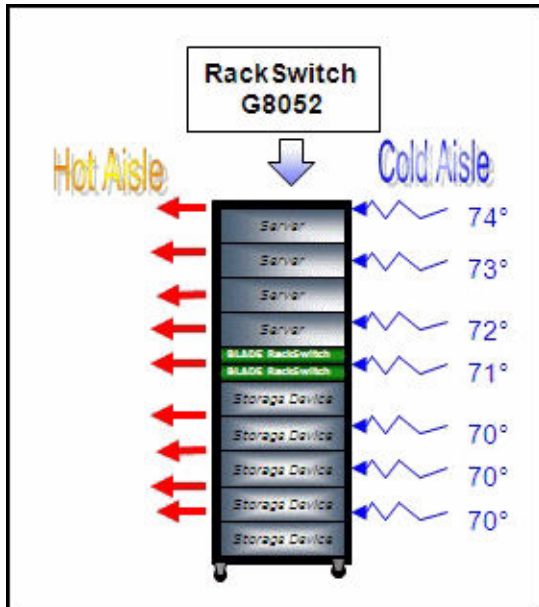 RackSwitch
G8052
Hot Aisle
Cold Aisle
Server
Server
Server
Server
BLADE RackSwitch
BLADE RackSwitch
Storage Device
Storage Device
Storage Device
Storage Device
Storage Device
74°
73°
72°
71°
70°
70°
70°